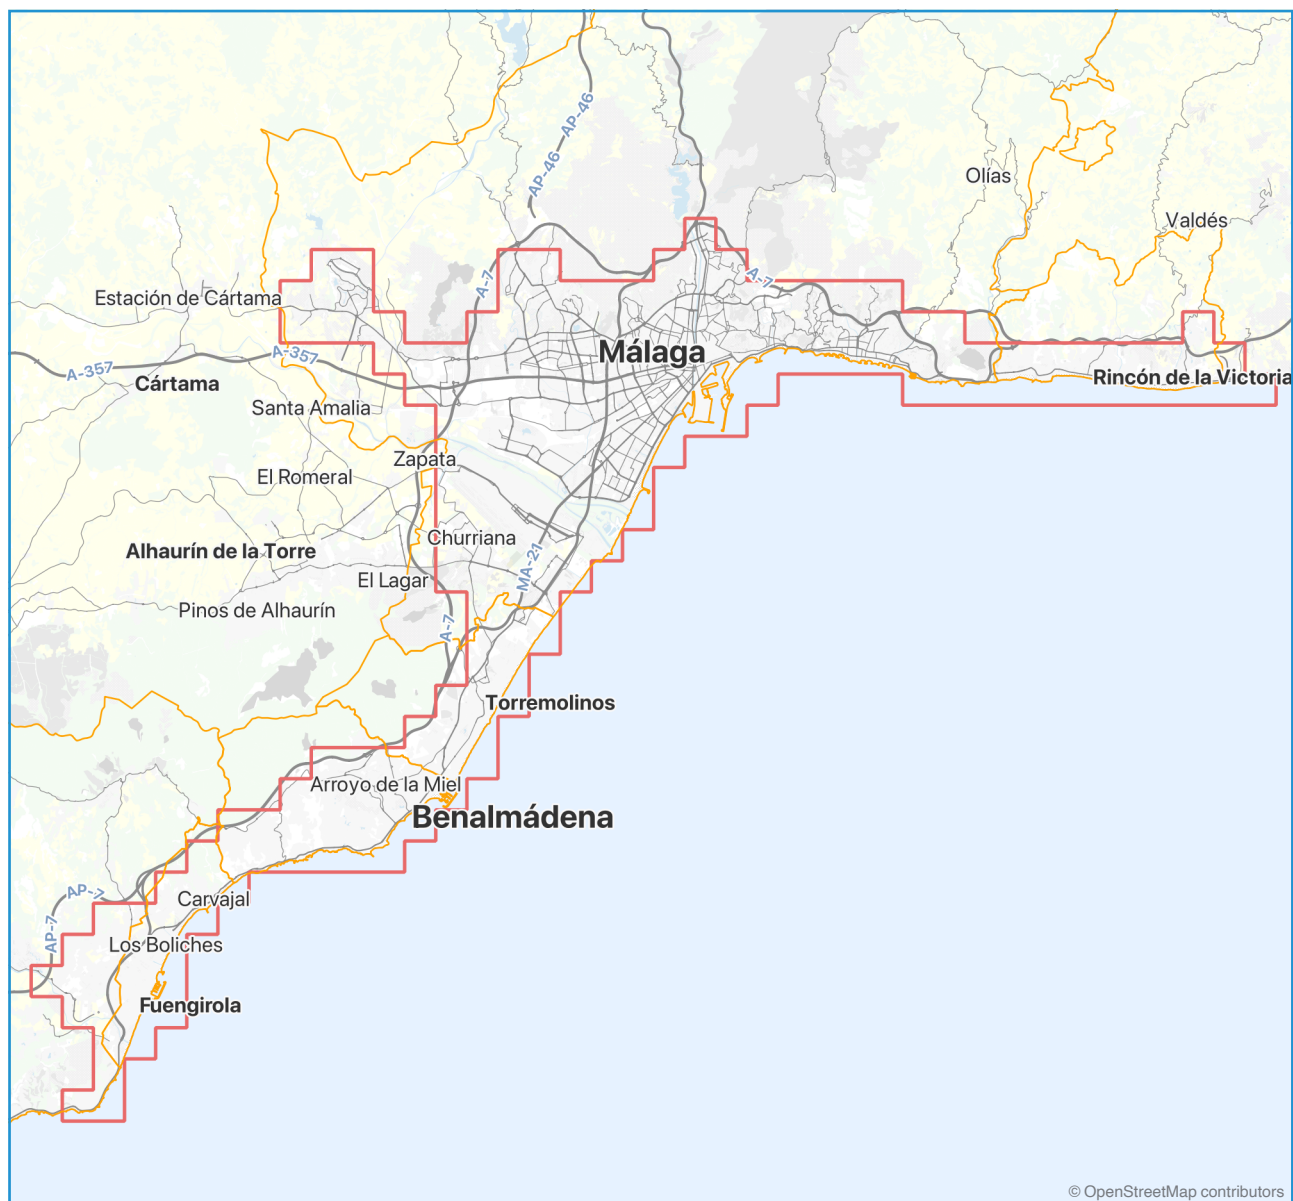 AP-46
AP-46
Olías
Valdés
A-7
A-7
Estación de Cártama
A-357
Málaga
A-357
Cártama
Rincón de la Victoria
Santa Amalia
Zapata
El Romeral
Churriana
Alhaurín de la Torre
MA-21
El Lagar
Pinos de Alhaurín
A-7
Torremolinos
Arroyo de la Miel
Benalmádena
AP-7
Carvajal
AP-7
Los Boliches
Fuengirola
© OpenStreetMap contributors